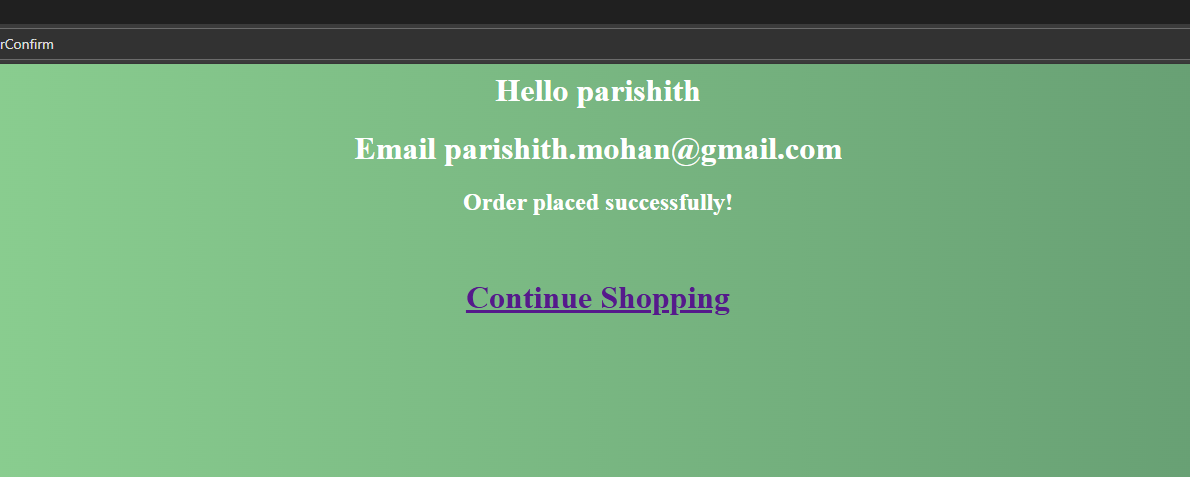 rConfirm
Hello parishith
Email parishith.mohan@gmail.com
Order placed successfully!
Continue Shopping